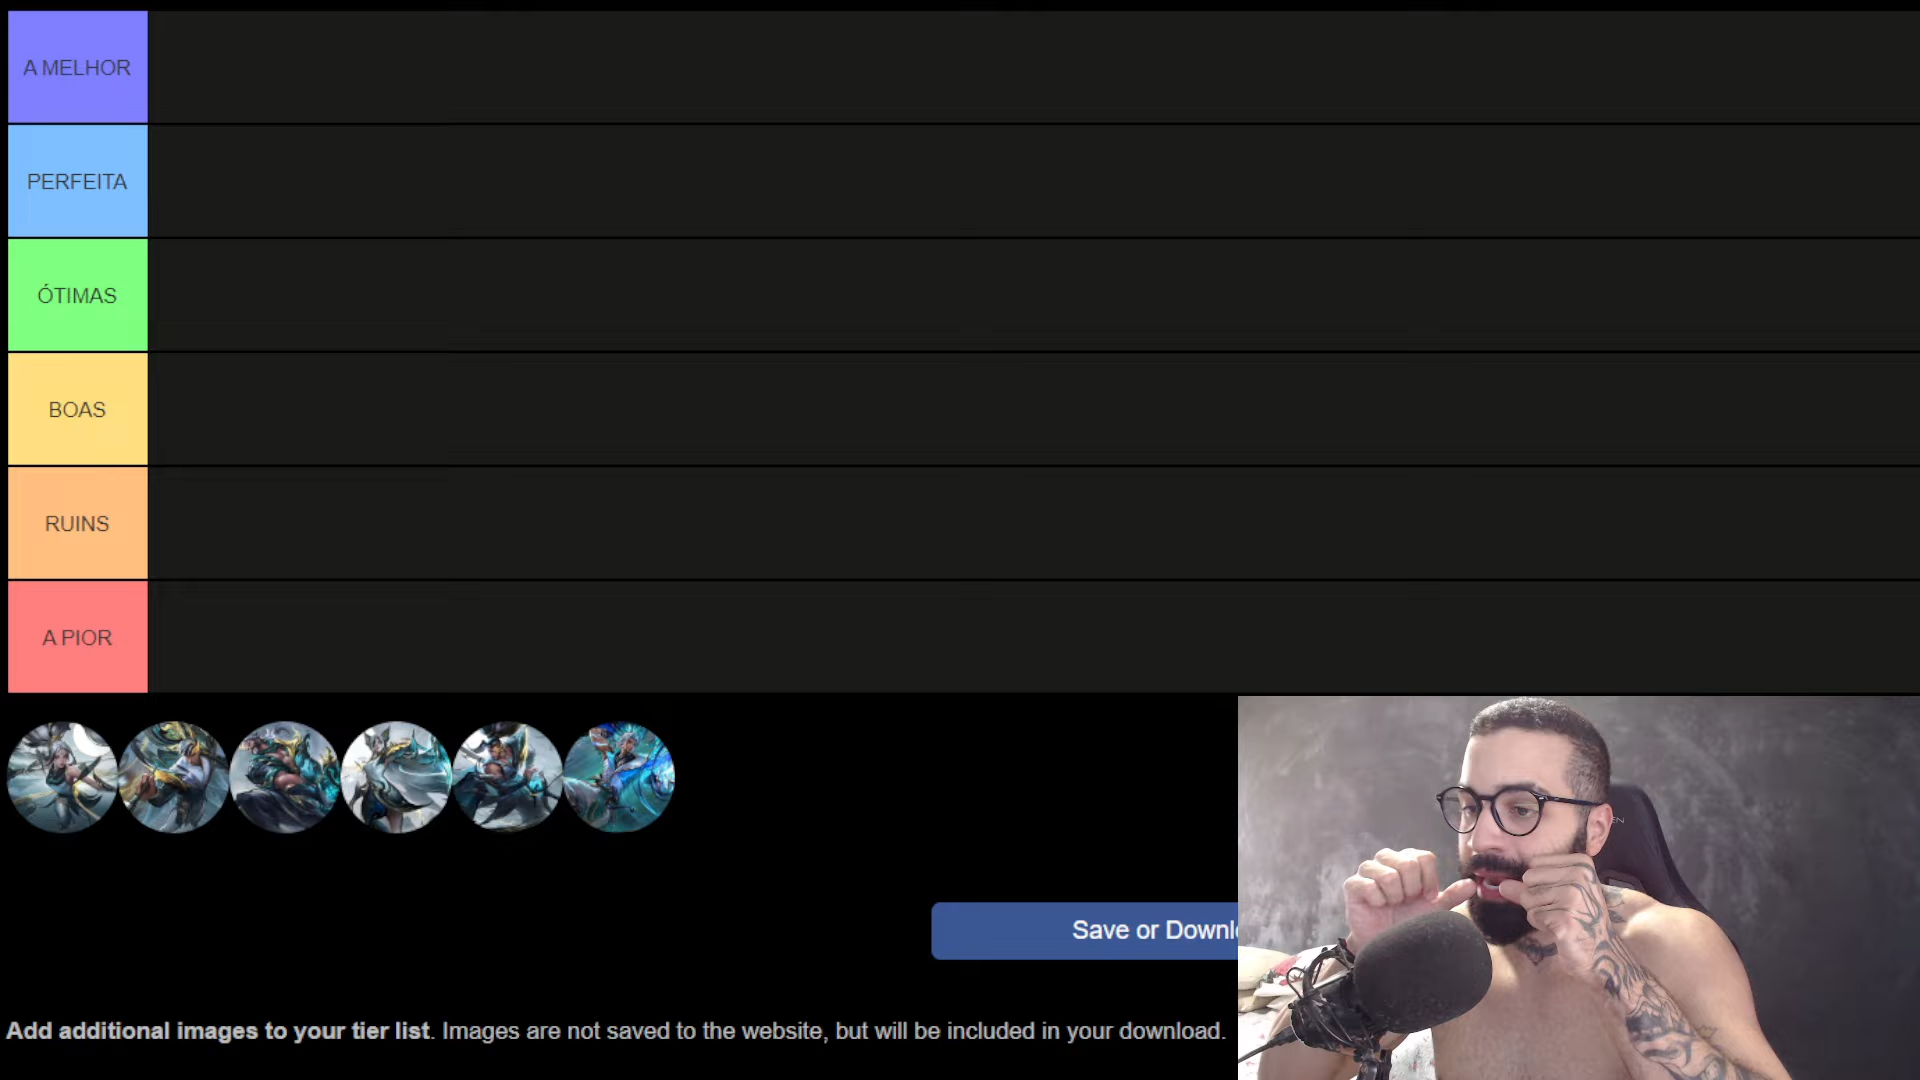 A MELHOR
PERFEITA
ÓTIMAS
BOAS
RUINS
A PIOR
Save or Downl
Add additional images to your tier list. Images are not saved to the website, but will be included in your download.